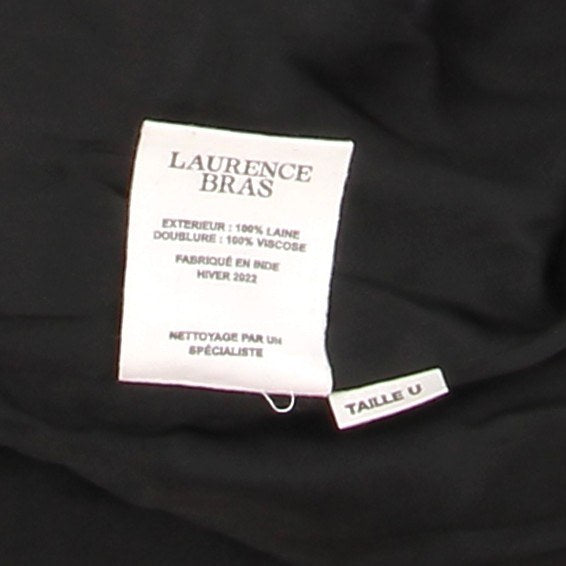 LAURENCE
BRAS
EXTERIEUR : 100% LAINE
DOUBLURE : 100% VISCOSE
FABRIQUÉ EN INDE
HIVER 2022
NETTOYAGE PAR UN
SPÉCIALISTE
TAILLE U